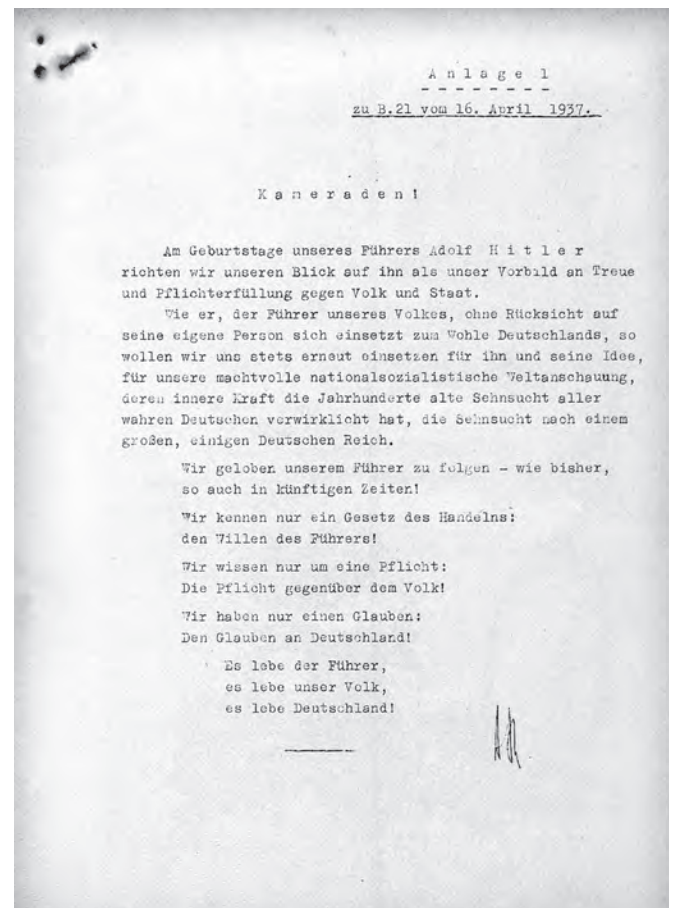 A n l a g e 1
zu B.21 vom 16. April 1937.
K a m e r a d e n !
Am Geburtstage unseres Führers Adolf H i t l e r
richten wir unseren Blick auf ihn als unser Vorbild an Treue
und Pflichterfüllung gegen Volk und Staat.
Wie er, der Führer unseres Volkes, ohne Rücksicht auf
seine eigene Person sich einsetzt zum Wohle Deutschlands, so
wollen wir uns stets erneut einsetzen für ihn und seine Idee,
für unsere machtvolle nationalsozialistische Weltanschauung,
deren innere Kraft die Jahrhunderte alte Sehnsucht aller
wahren Deutschen verwirklicht hat, die Sehnsucht nach einem
großen, einigen Deutschen Reich.
Wir geloben unserem Führer zu folgen - wie bisher,
so auch in künftigen Zeiten!
Wir kennen nur ein Gesetz des Handelns:
den Willen des Führers!
Wir wissen nur um eine Pflicht:
Die Pflicht gegenüber dem Volk!
Wir haben nur einen Glauben:
Den Glauben an Deutschland!
Es lebe der Führer,
es lebe unser Volk,
es lebe Deutschland!